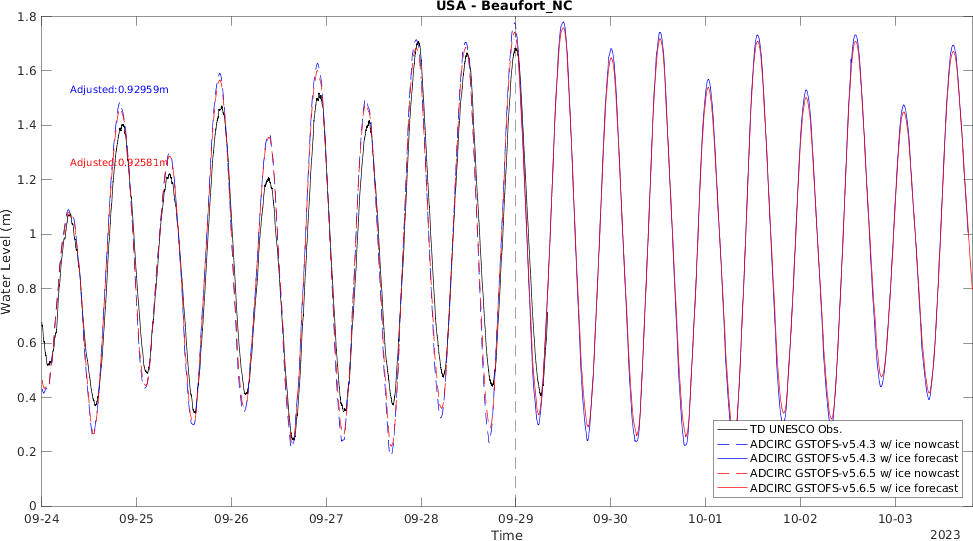 USA - Beaufort_NC
1.8
1.6
1.4
1.2
1
0.8
0.6
0.4
0.2
0
Water Level (m)
Adjusted:0.92959m
Adjusted:0.92581m
TD UNESCO Obs.
ADCIRC GSTOFS-v5.4.3 w/ ice nowcast
ADCIRC GSTOFS-v5.4.3 w/ ice forecast
ADCIRC GSTOFS-v5.6.5 w/ ice nowcast
ADCIRC GSTOFS-v5.6.5 w/ ice forecast
09-24 09-25 09-26 09-27 09-28 09-29 09-30 10-01 10-02 10-03
Time
2023